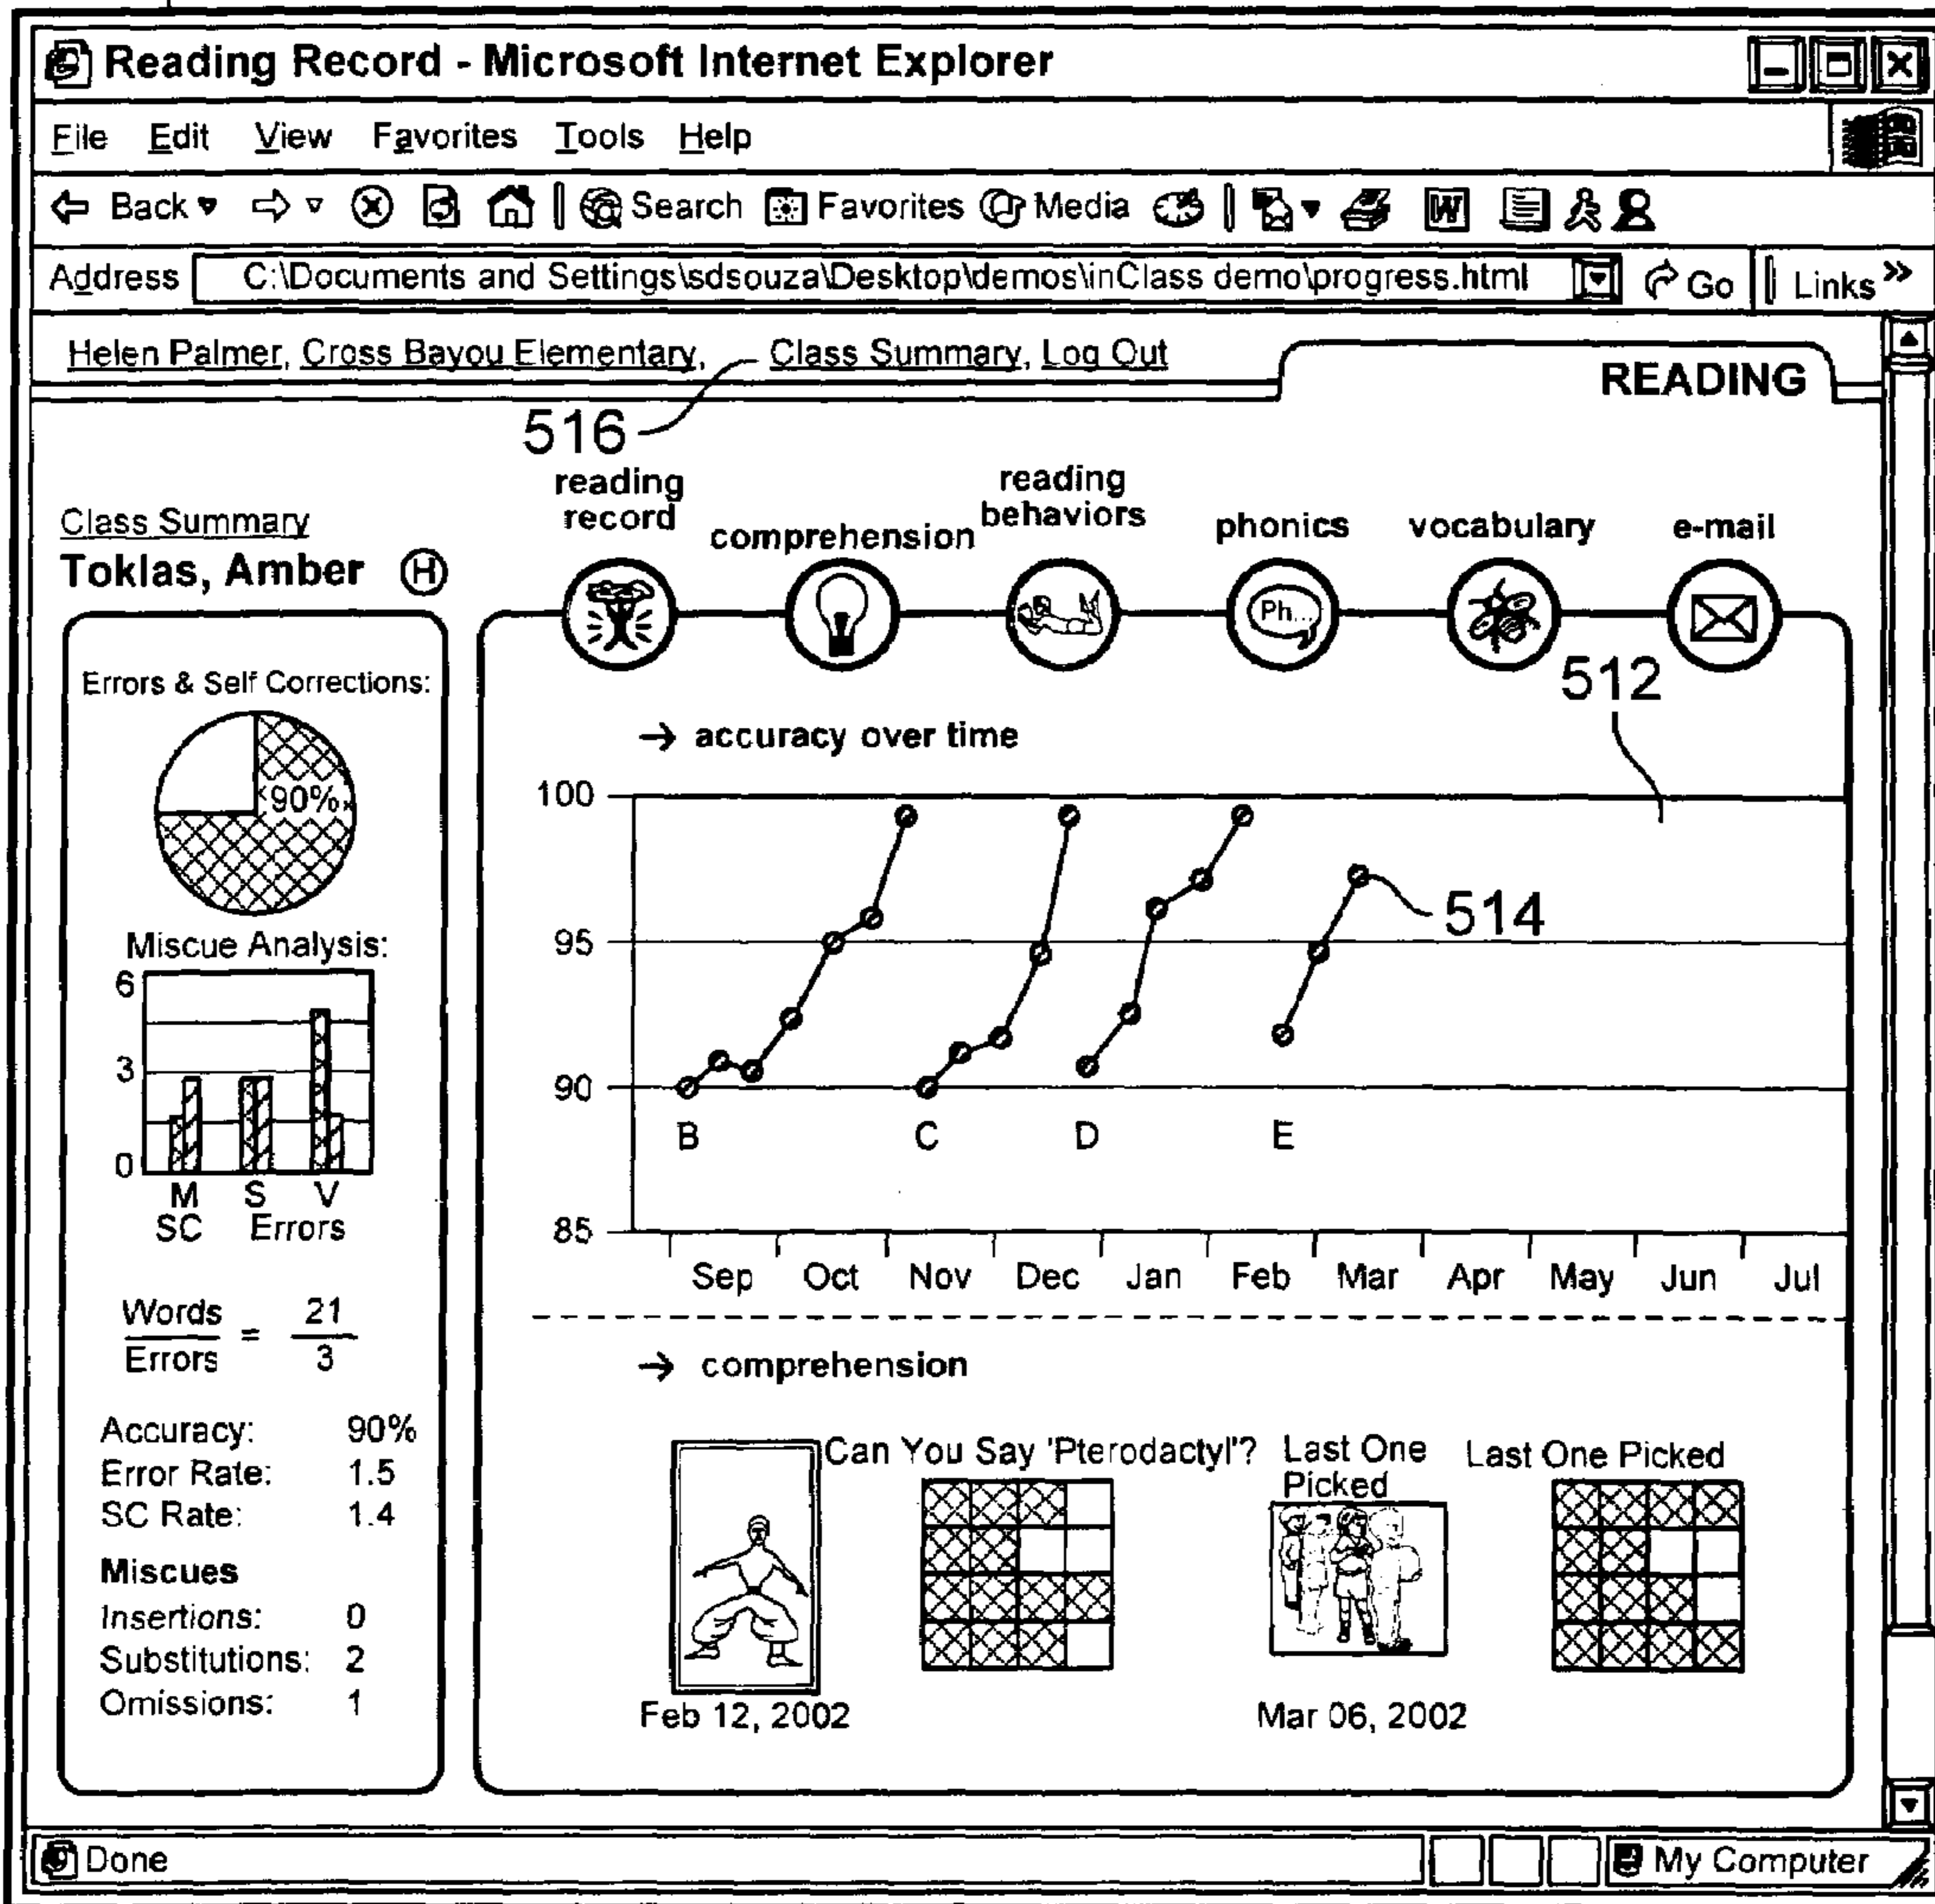 Reading Record - Microsoft Internet Explorer
File Edit View Favorites Tools Help
Back Search Favorites Media W
Address C:\Documents and Settings\sdsouza\Desktop\demos\inClass demo\progress.html Go Links »
Helen Palmer, Cross Bayou Elementary, Class Summary, Log Out
READING
516
Class Summary
Toklas, Amber H
reading record
comprehension
reading behaviors
phonics
vocabulary
e-mail
Ph...
512
Errors & Self Corrections:
90%
Miscue Analysis:
6
3
0
M S V
SC Errors
Words / Errors = 21 / 3
Accuracy: 90%
Error Rate: 1.5
SC Rate: 1.4
Miscues
Insertions: 0
Substitutions: 2
Omissions: 1
→ accuracy over time
100
95
90
85
514
B C D E
Sep Oct Nov Dec Jan Feb Mar Apr May Jun Jul
→ comprehension
Can You Say 'Pterodactyl'?
Last One
Picked
Last One Picked
Feb 12, 2002
Mar 06, 2002
Done
My Computer